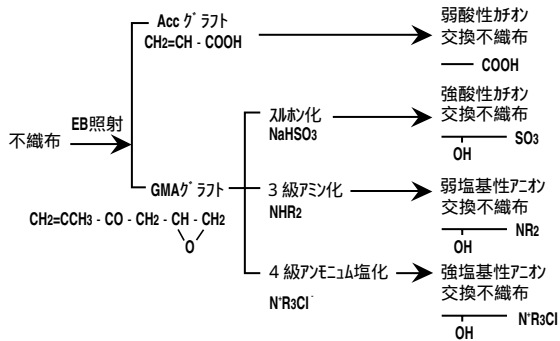 Acc グラフト
CH2=CH - COOH
弱酸性カチオン
交換不織布
COOH
不織布
EB照射
スルホン化
NaHSO3
強酸性カチオン
交換不織布
OH
SO3
GMAグラフト
CH2=CCH3 - CO - CH2 - CH - CH2
O
3 級アミン化
NHR2
弱塩基性アニオン
交換不織布
OH
NR2
4 級アンモニュム塩化
N+R3Cl-
強塩基性アニオン
交換不織布
OH
N+R3Cl